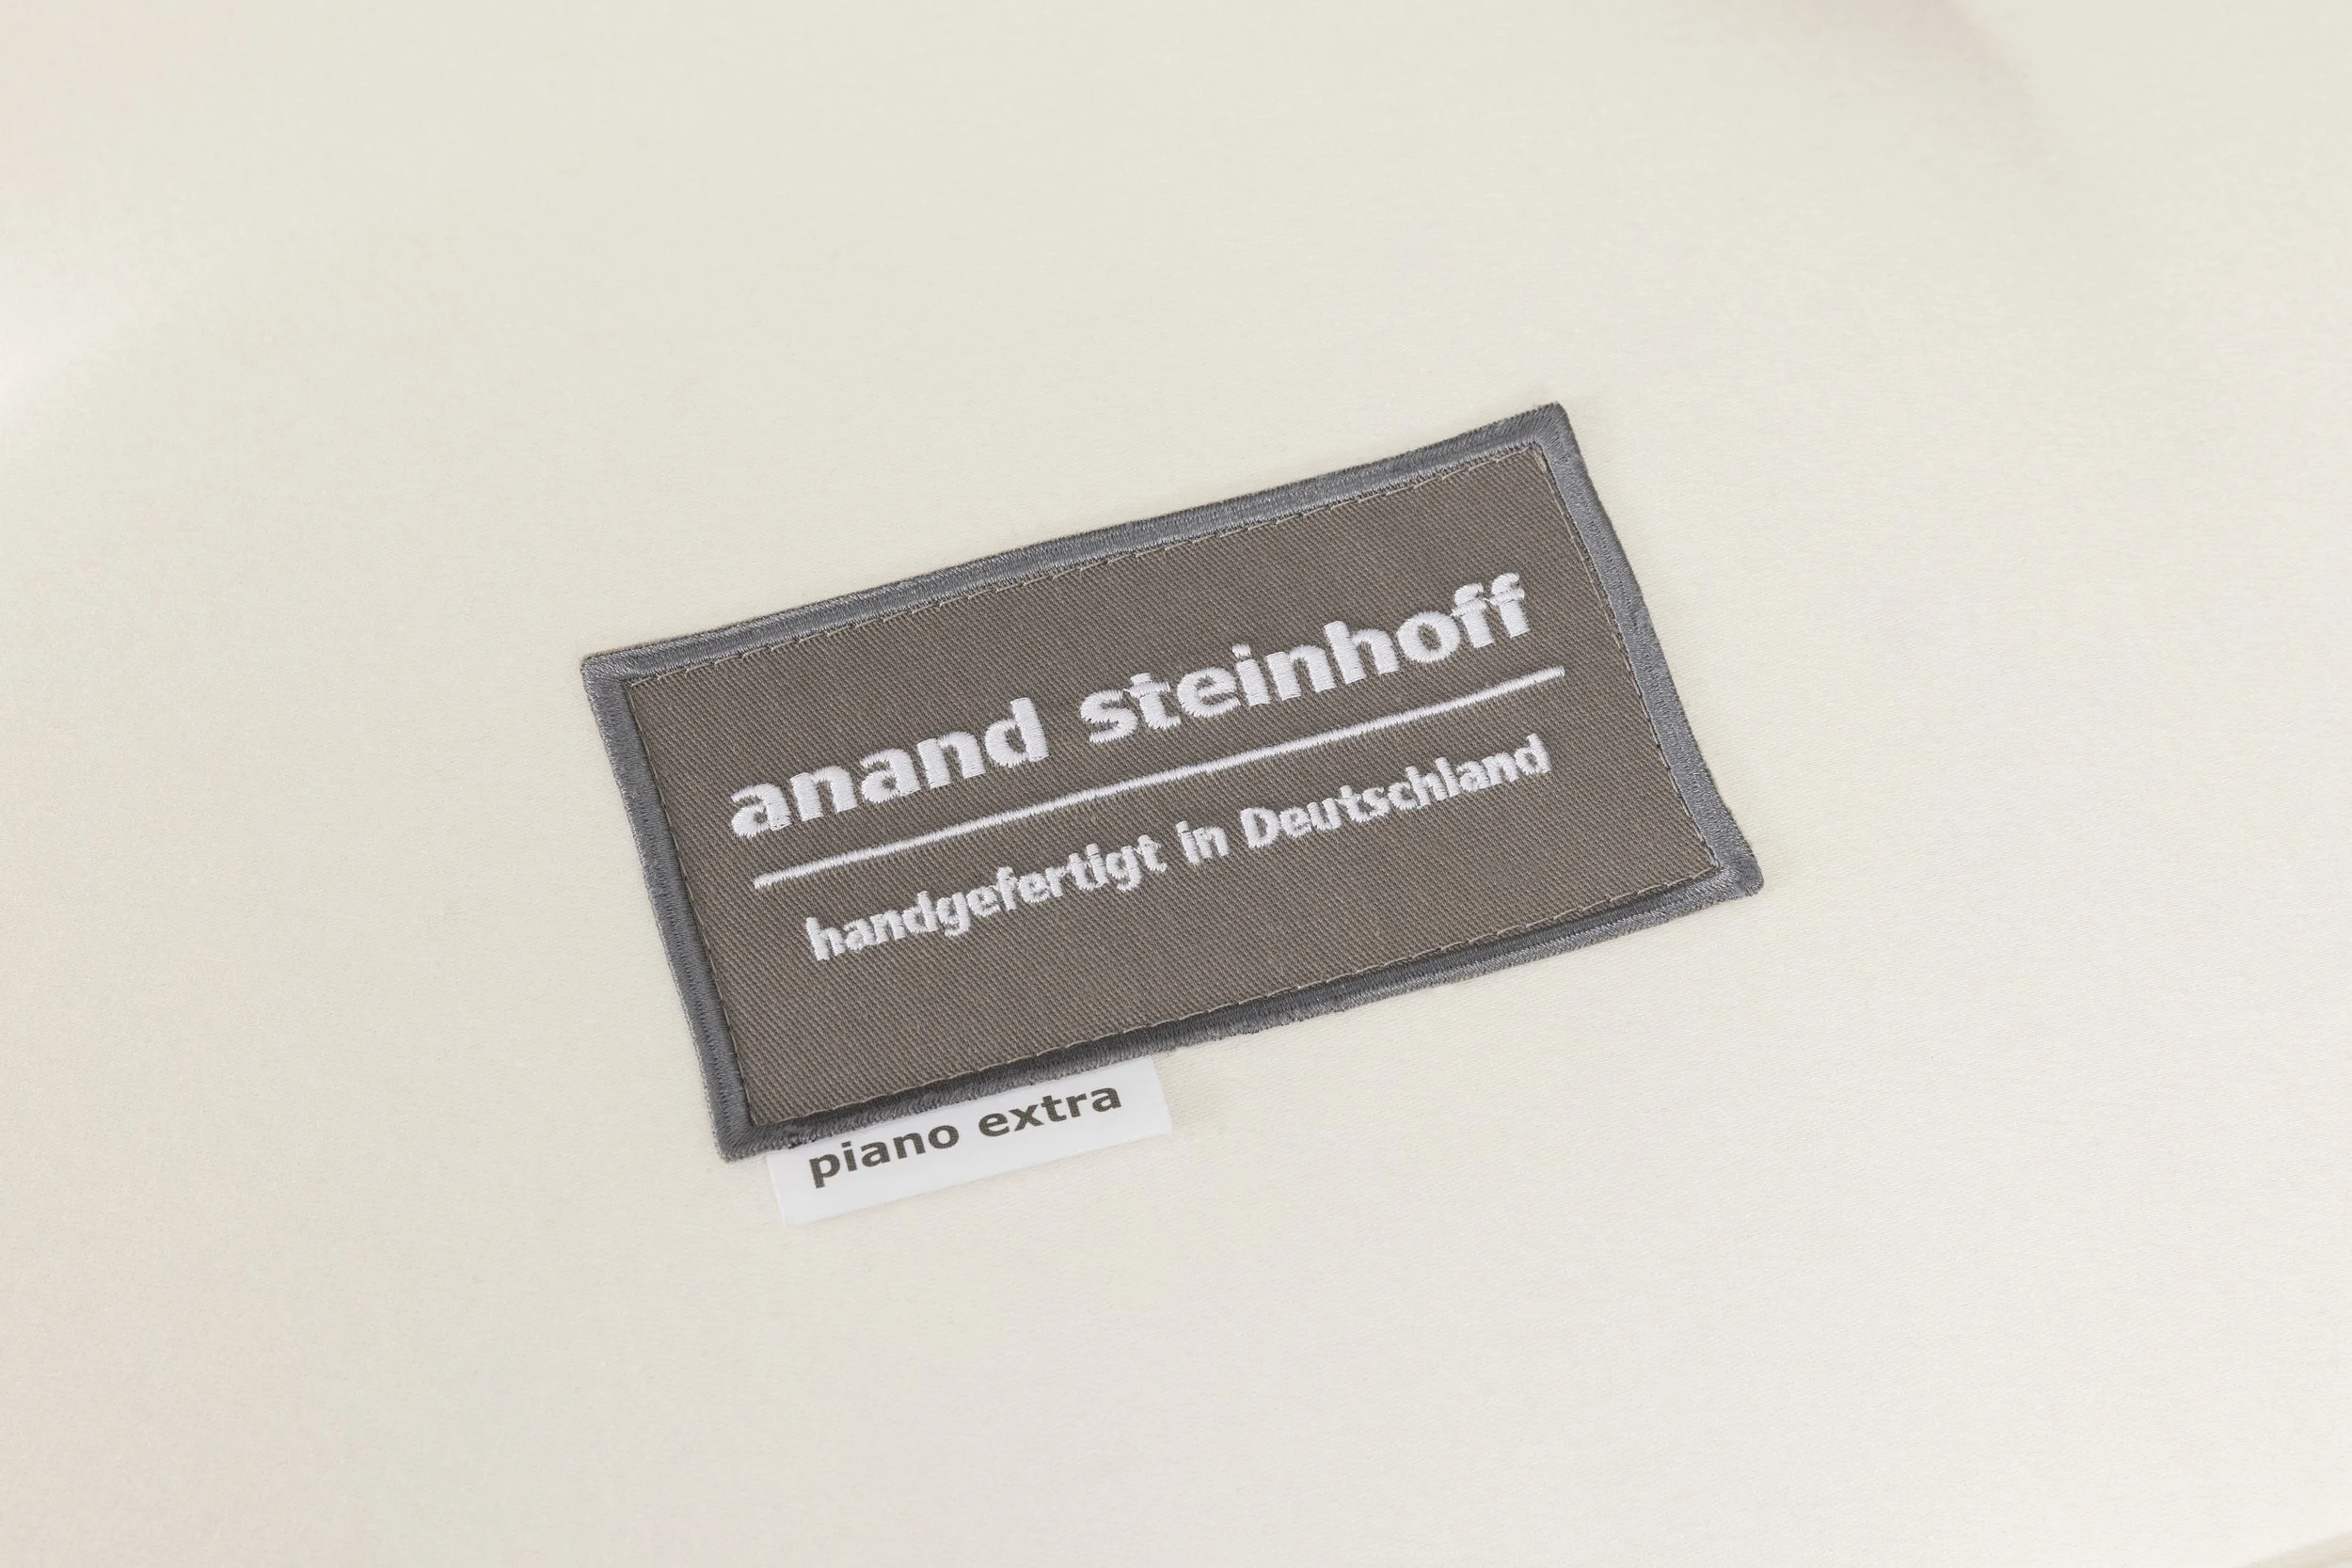 anand steinhoff
handgefertigt in Deutschland
piano extra